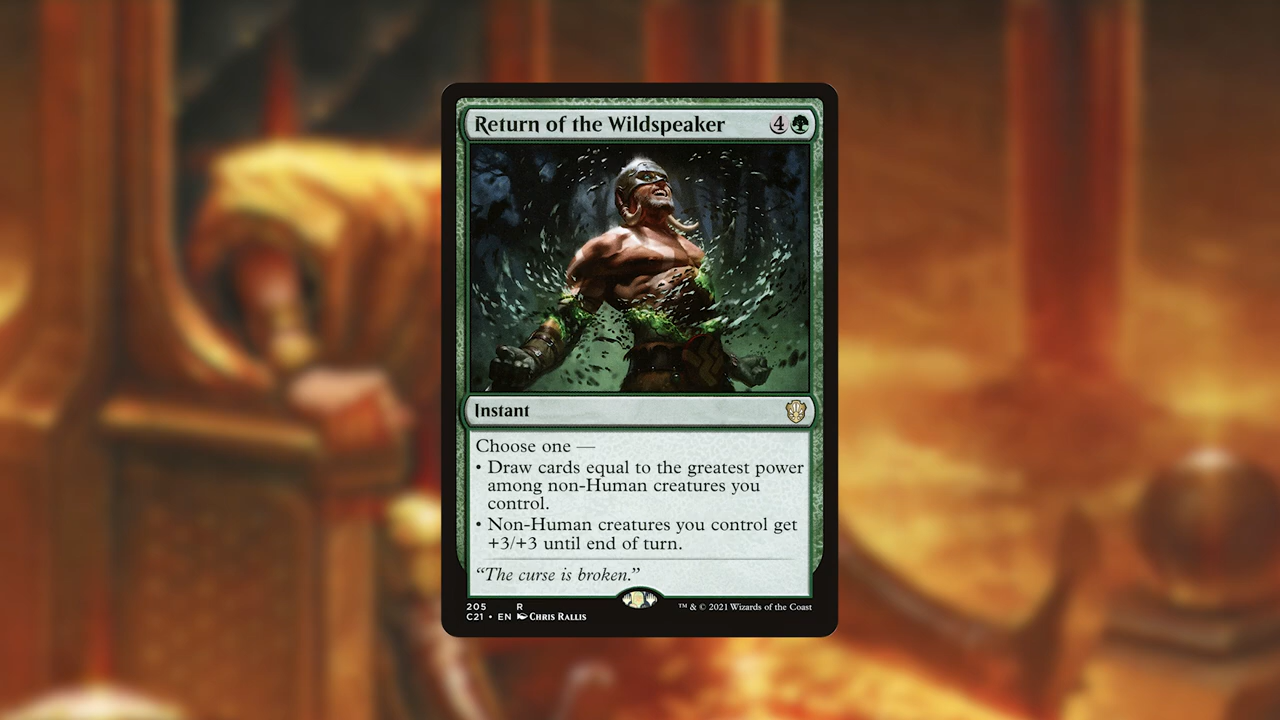 Return of the Wildspeaker 4
Instant
Choose one —
• Draw cards equal to the greatest power
among non-Human creatures you
control.
• Non-Human creatures you control get
+3/+3 until end of turn.
“The curse is broken.”
205 R
C21 • EN Chris Rallis
™ & © 2021 Wizards of the Coast